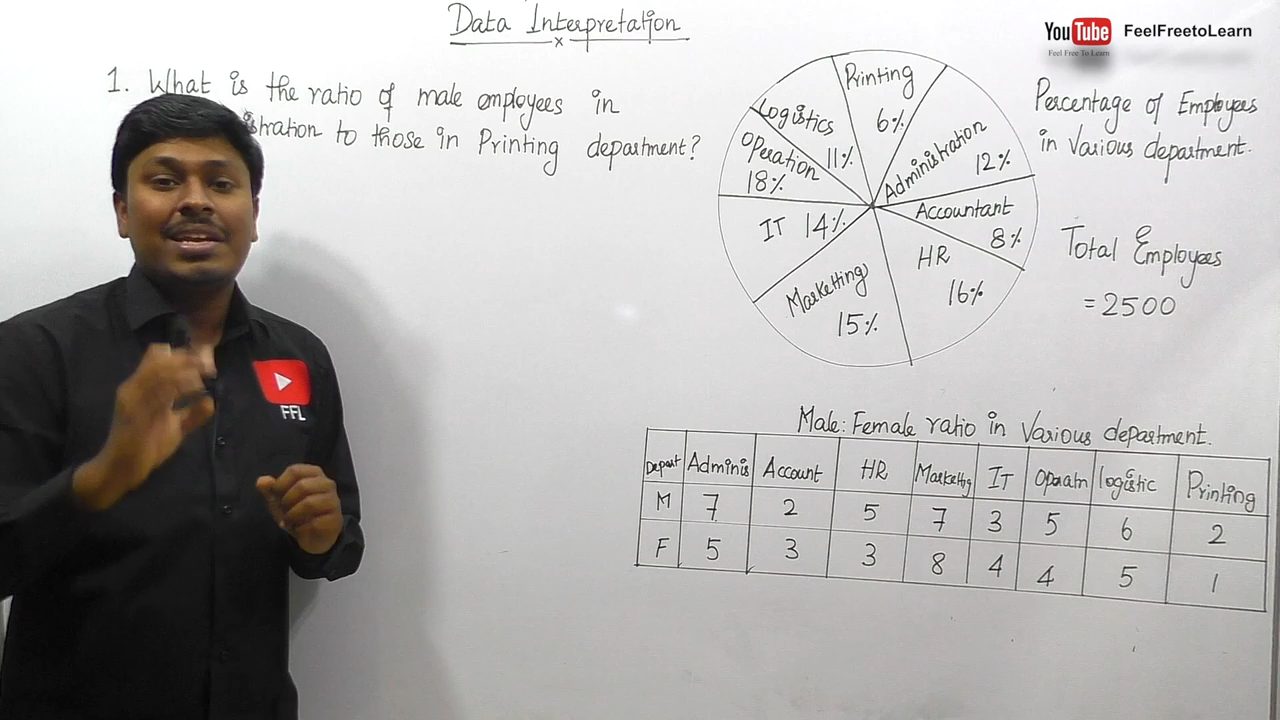 Data Interpretation
YouTube FeelFreetoLearn
Feel Free To Learn
1. What is the ratio of male employees in
istration to those in Printing department?
Printing
6%
Logistics
11%
Administration
12%
Operation
18%
Accountant
8%
IT 14%
HR
16%
Marketting
15%
Percentage of Employees
in Various department.
Total Employees
= 2500
FFL
Male: Female ratio in Various department.
Depart Adminis Account HR Marketting IT Operatn logistic Printing
M 7 2 5 7 3 5 6 2
F 5 3 3 8 4 4 5 1